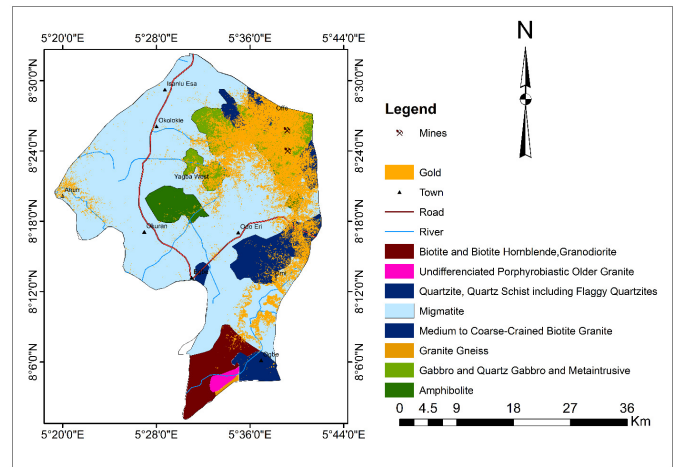 5°20'0"E 5°28'0"E 5°36'0"E 5°44'0"E
N
8°30'0"N 8°30'0"N
Isanlu Esa
Offe
Legend
Okolokie
Mines
8°24'0"N 8°24'0"N
Yagba West
Gold
Ahun
Town
Road
8°18'0"N 8°18'0"N
Odo Eri
River
Biotite and Biotite Hornblende,Granodiorite
Undifferenciated Porphyrobiastic Older Granite
8°12'0"N 8°12'0"N
Quartzite, Quartz Schist including Flaggy Quartzites
Migmatite
Medium to Coarse-Crained Biotite Granite
Granite Gneiss
8°6'0"N 8°6'0"N
Gabbro and Quartz Gabbro and Metaintrusive
Amphibolite
0 4.5 9 18 27 36
Km
5°20'0"E 5°28'0"E 5°36'0"E 5°44'0"E